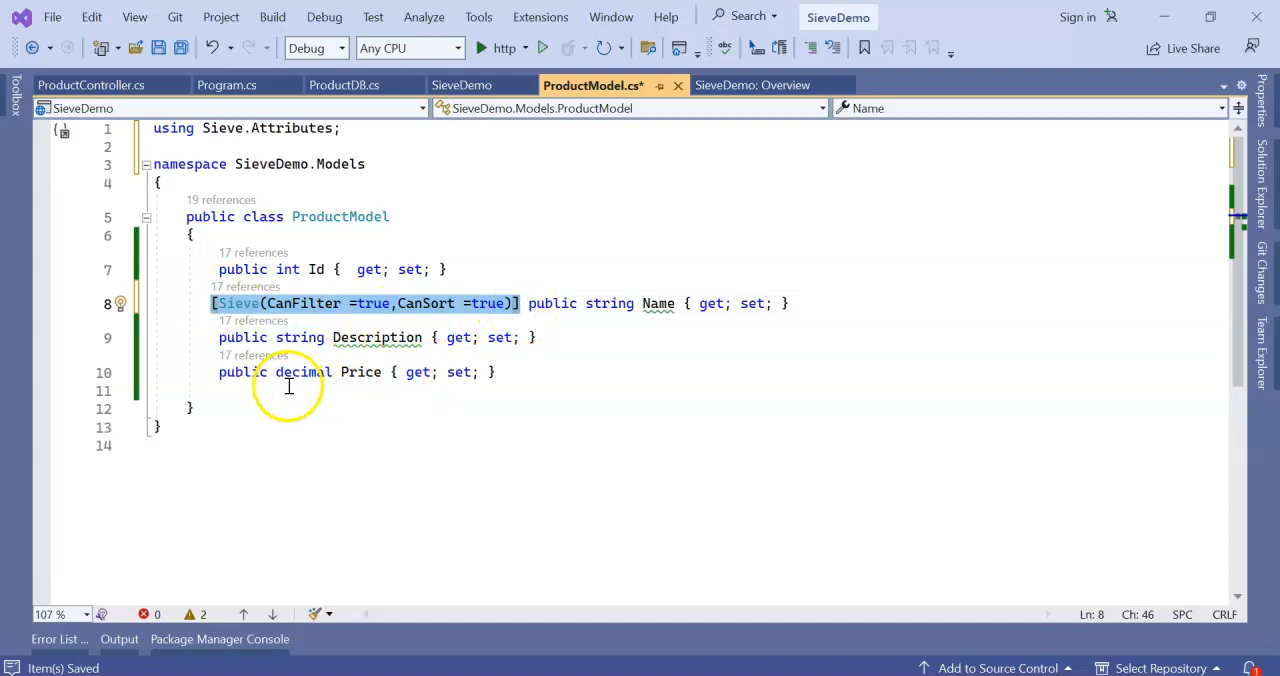 File Edit View Git Project Build Debug Test Analyze Tools Extensions Window Help Search SieveDemo Sign in
Debug Any CPU http Live Share
ProductController.cs Program.cs ProductDB.cs SieveDemo ProductModel.cs* SieveDemo: Overview
SieveDemo SieveDemo.Models.ProductModel Name
Toolbox
Properties
Solution Explorer
Git Changes
Team Explorer
1 using Sieve.Attributes;
2
3 namespace SieveDemo.Models
4 {
19 references
5 public class ProductModel
6 {
17 references
7 public int Id {  get; set; }
17 references
8 [Sieve(CanFilter =true,CanSort =true)] public string Name { get; set; }
17 references
9 public string Description { get; set; }
17 references
10 public decimal Price { get; set; }
11
12 }
13 }
14
107 % 0 2 Ln: 8 Ch: 46 SPC CRLF
Error List ... Output Package Manager Console
Item(s) Saved Add to Source Control Select Repository 1